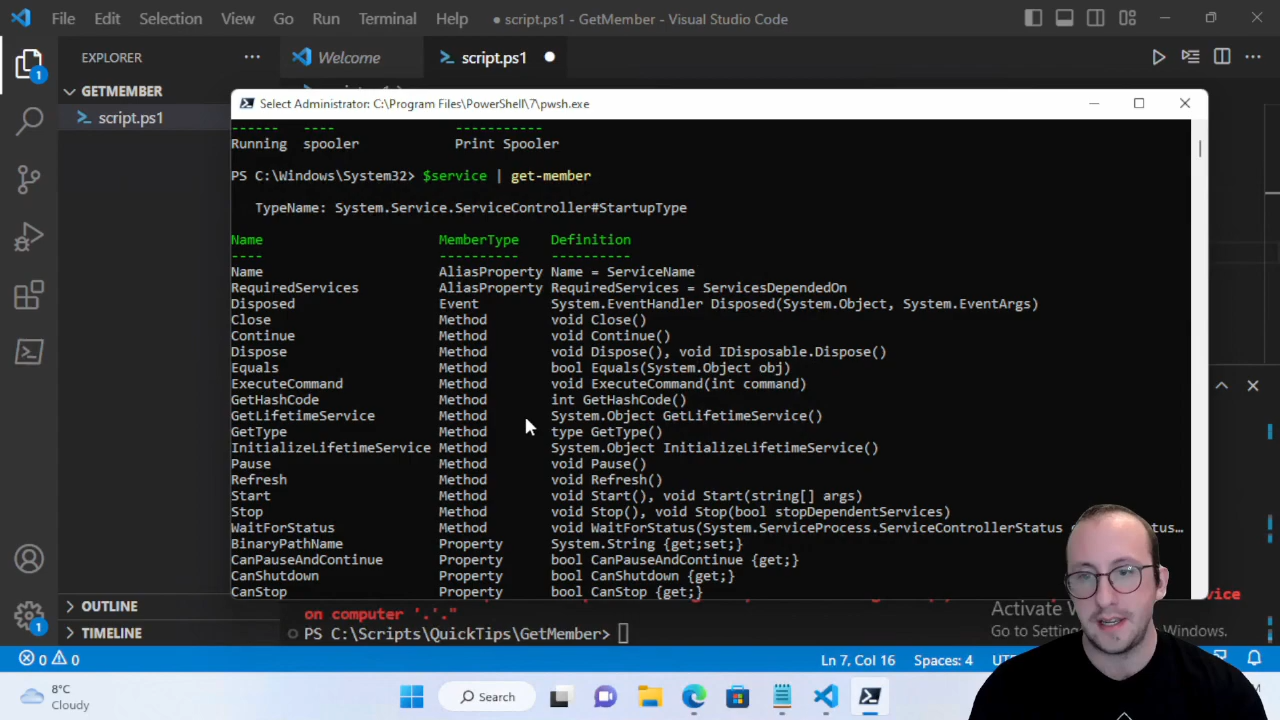 File Edit Selection View Go Run Terminal Help ● script.ps1 - GetMember - Visual Studio Code
EXPLORER ··· Welcome script.ps1
1
GETMEMBER
script.ps1
Select Administrator: C:\Program Files\PowerShell\7\pwsh.exe
------ ---- -----------
Running spooler Print Spooler
PS C:\Windows\System32> $service | get-member
TypeName: System.Service.ServiceController#StartupType
Name MemberType Definition
---- ---------- ----------
Name AliasProperty Name = ServiceName
RequiredServices AliasProperty RequiredServices = ServicesDependedOn
Disposed Event System.EventHandler Disposed(System.Object, System.EventArgs)
Close Method void Close()
Continue Method void Continue()
Dispose Method void Dispose(), void IDisposable.Dispose()
Equals Method bool Equals(System.Object obj)
ExecuteCommand Method void ExecuteCommand(int command)
GetHashCode Method int GetHashCode()
GetLifetimeService Method System.Object GetLifetimeService()
GetType Method type GetType()
InitializeLifetimeService Method System.Object InitializeLifetimeService()
Pause Method void Pause()
Refresh Method void Refresh()
Start Method void Start(), void Start(string[] args)
Stop Method void Stop(), void Stop(bool stopDependentServices)
WaitForStatus Method void WaitForStatus(System.ServiceProcess.ServiceControllerStatus
BinaryPathName Property System.String {get;set;}
CanPauseAndContinue Property bool CanPauseAndContinue {get;}
CanShutdown Property bool CanShutdown {get;}
CanStop Property bool CanStop {get;}
OUTLINE
on computer '.'."
Activate
PS C:\Scripts\QuickTips\GetMember>
Go to Setting Windows.
1
TIMELINE
0 0 Ln 7, Col 16 Spaces: 4
8°C
Cloudy
Search